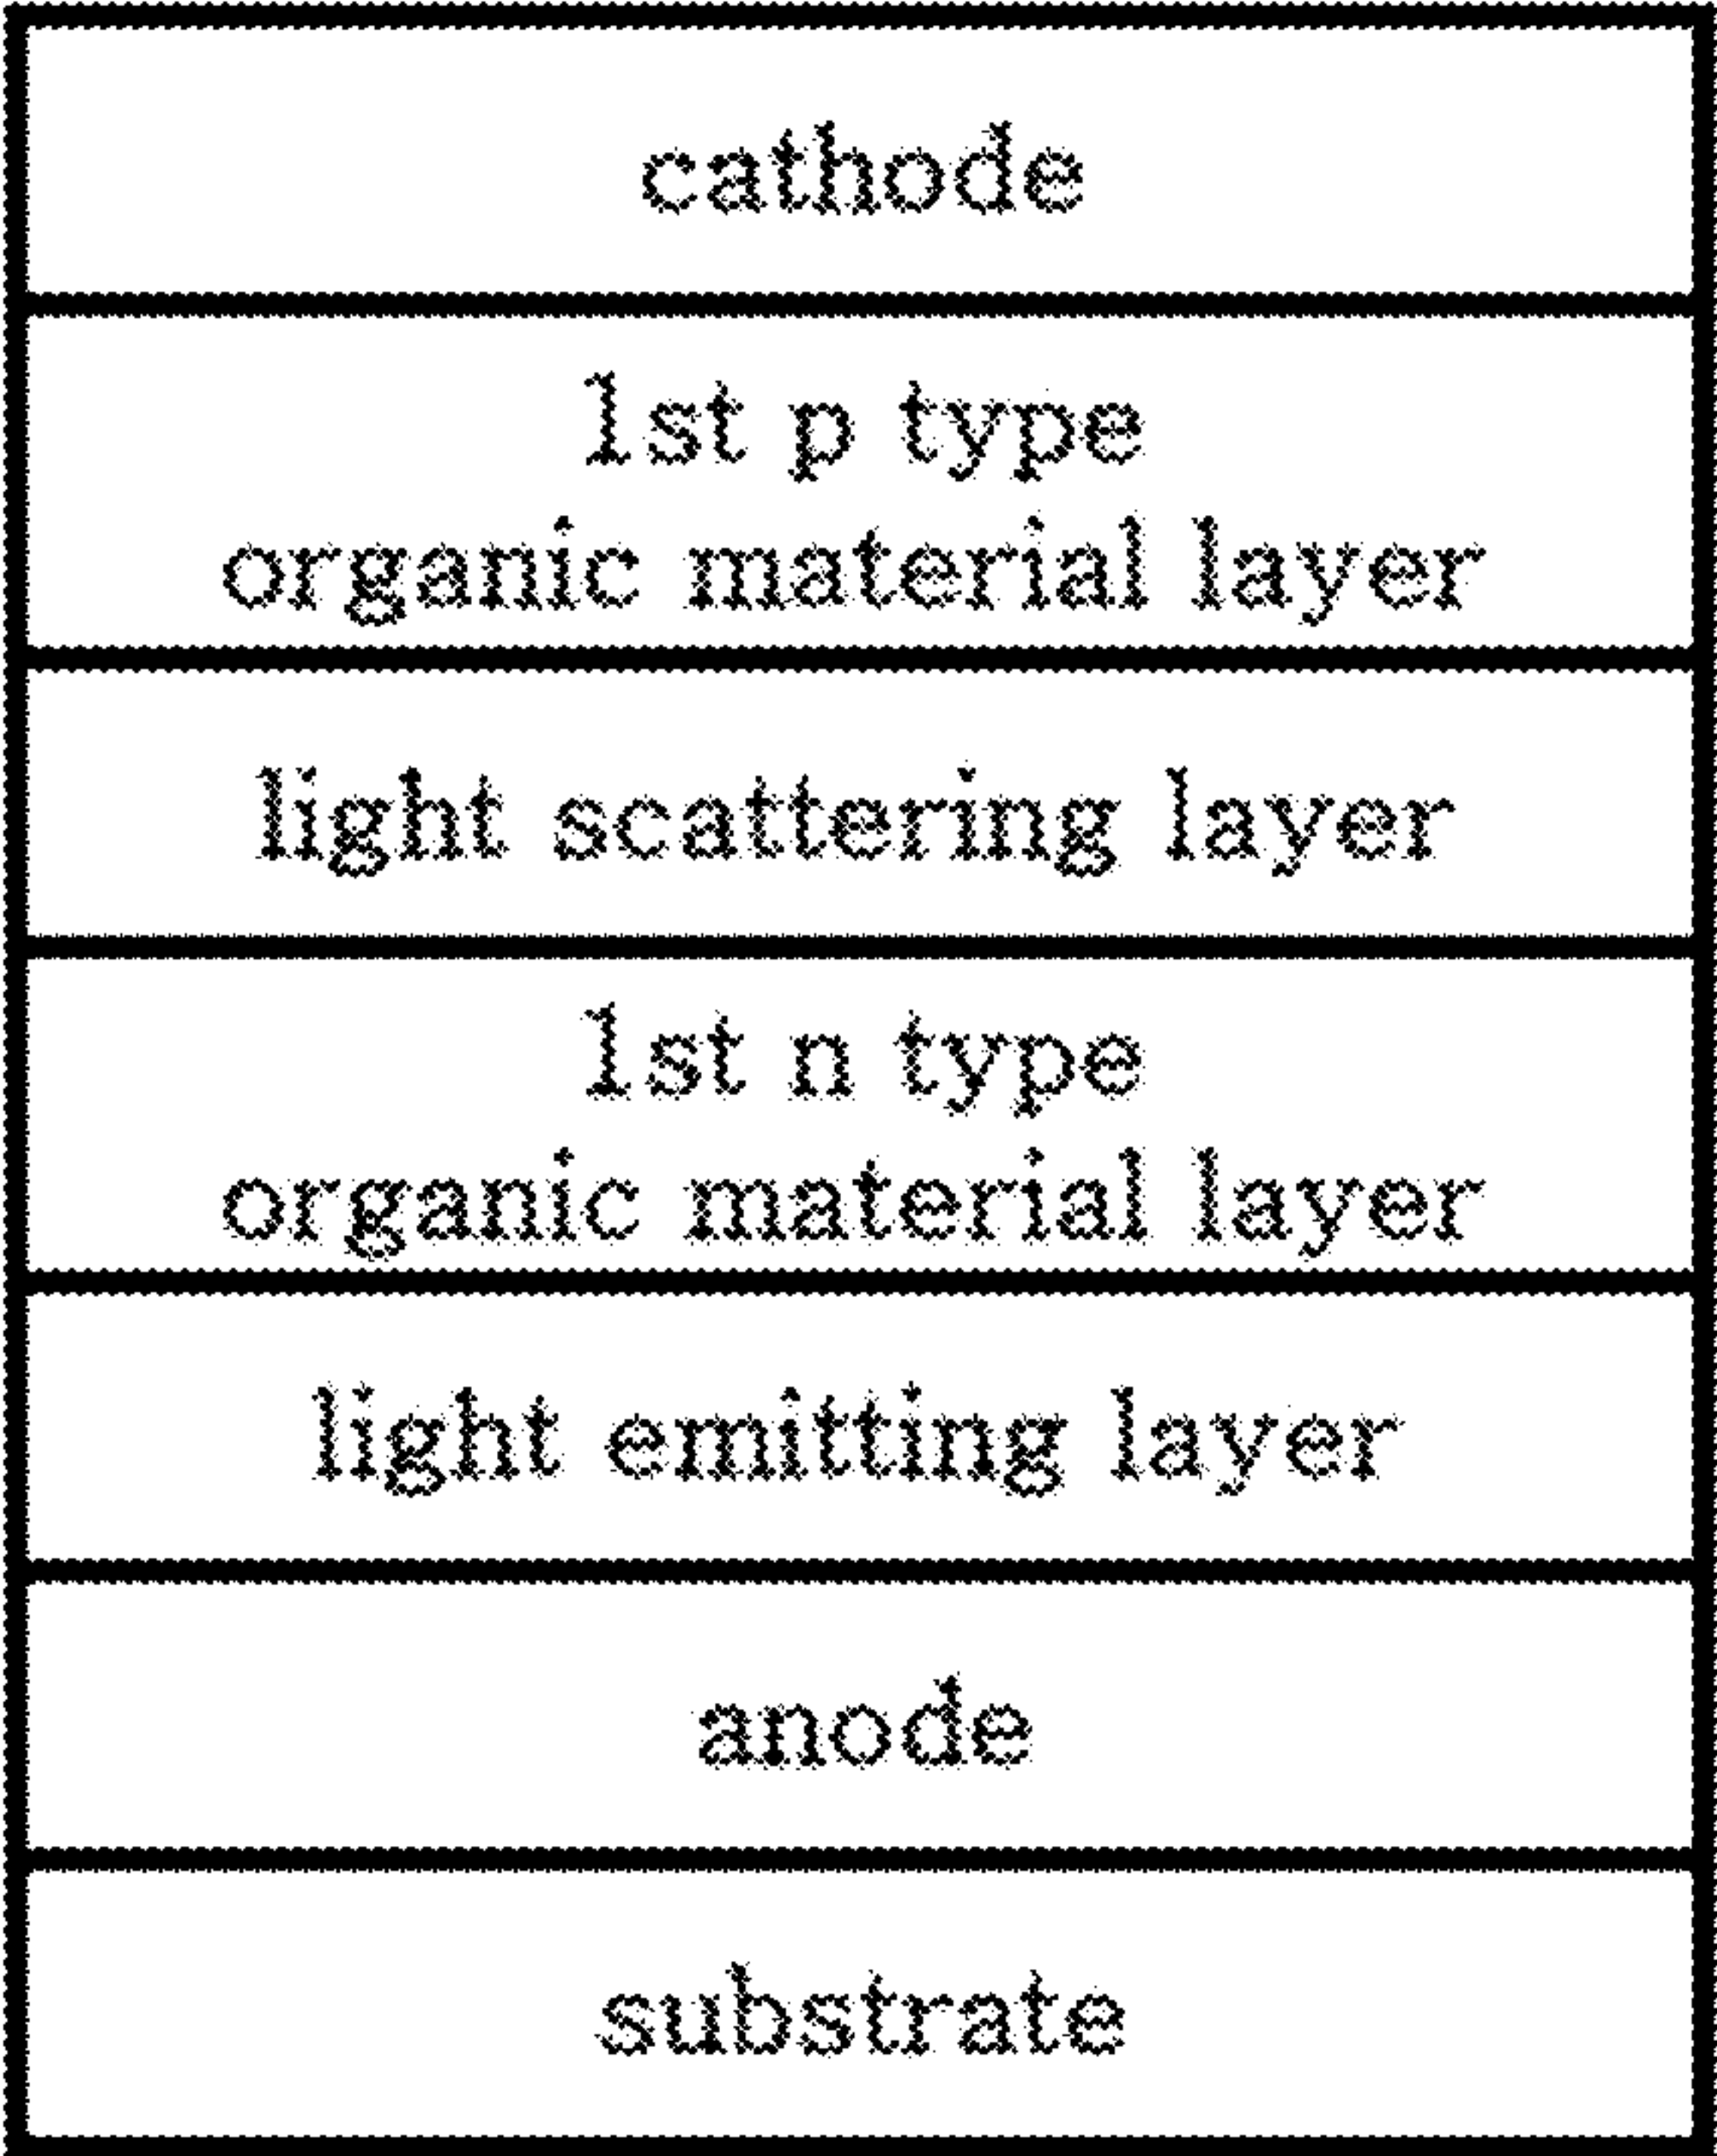 cathode
1st p type
organic material layer
light scattering layer
1st n type
organic material layer
light emitting layer
anode
substrate